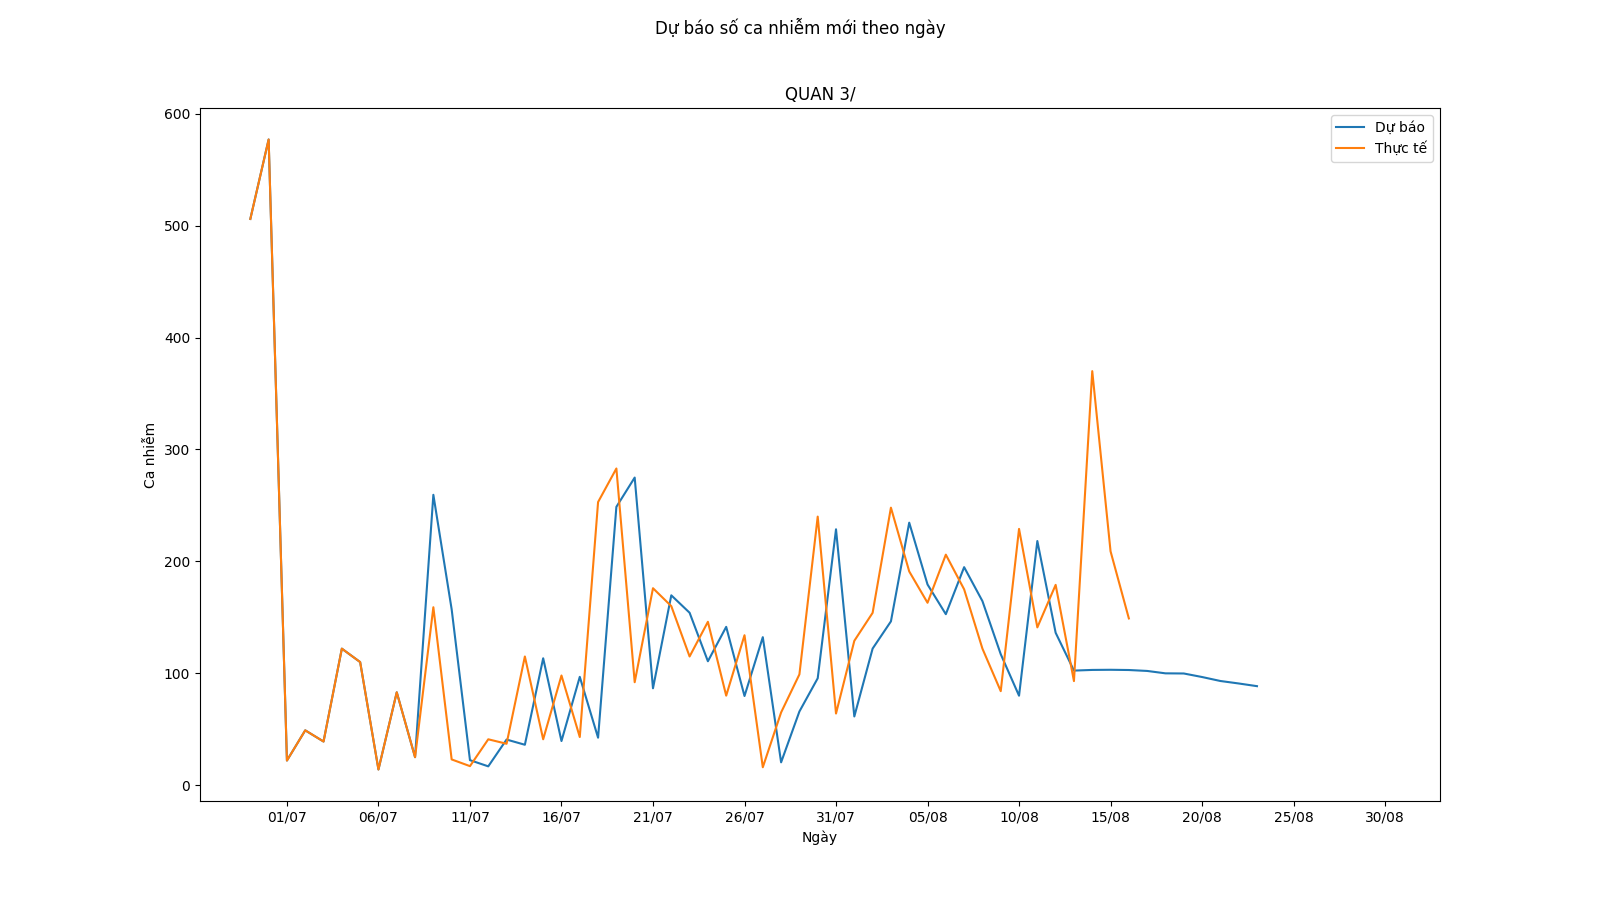 Dự báo số ca nhiễm mới theo ngày
QUAN 3/
Dự báo
Thực tế
600
500
400
300
200
100
0
Ca nhiễm
01/07 06/07 11/07 16/07 21/07 26/07 31/07 05/08 10/08 15/08 20/08 25/08 30/08
Ngày